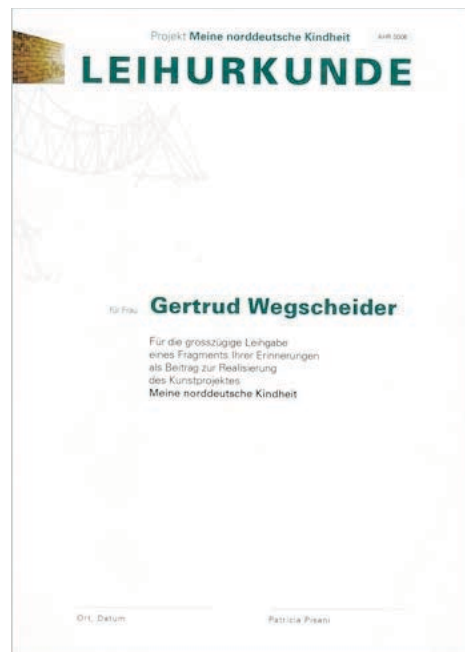 Projekt Meine norddeutsche Kindheit
LEIHURKUNDE
für Frau Gertrud Wegscheider
Für die grosszügige Leihgabe
eines Fragments Ihrer Erinnerungen
als Beitrag zur Realisierung
des Kunstprojektes
Meine norddeutsche Kindheit
Ort, Datum
Patricia Pisani